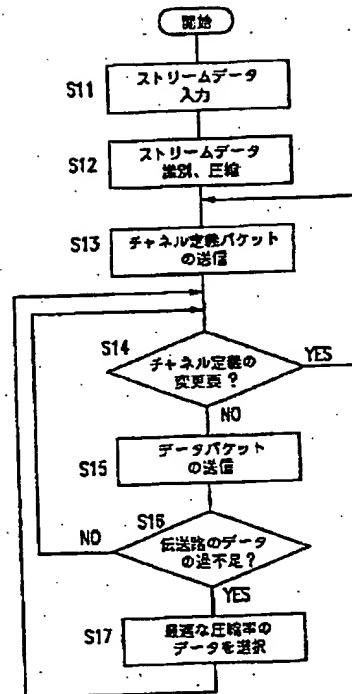 開始
S11
ストリームデータ
入力
S12
ストリームデータ
識別、圧縮
S13
チャネル定義パケット
の送信
S14
チャネル定義の
変更要?
YES
NO
S15
データパケット
の送信
S16
NO
伝送路のデータ
の過不足?
YES
S17
最適な圧縮率の
データを選択